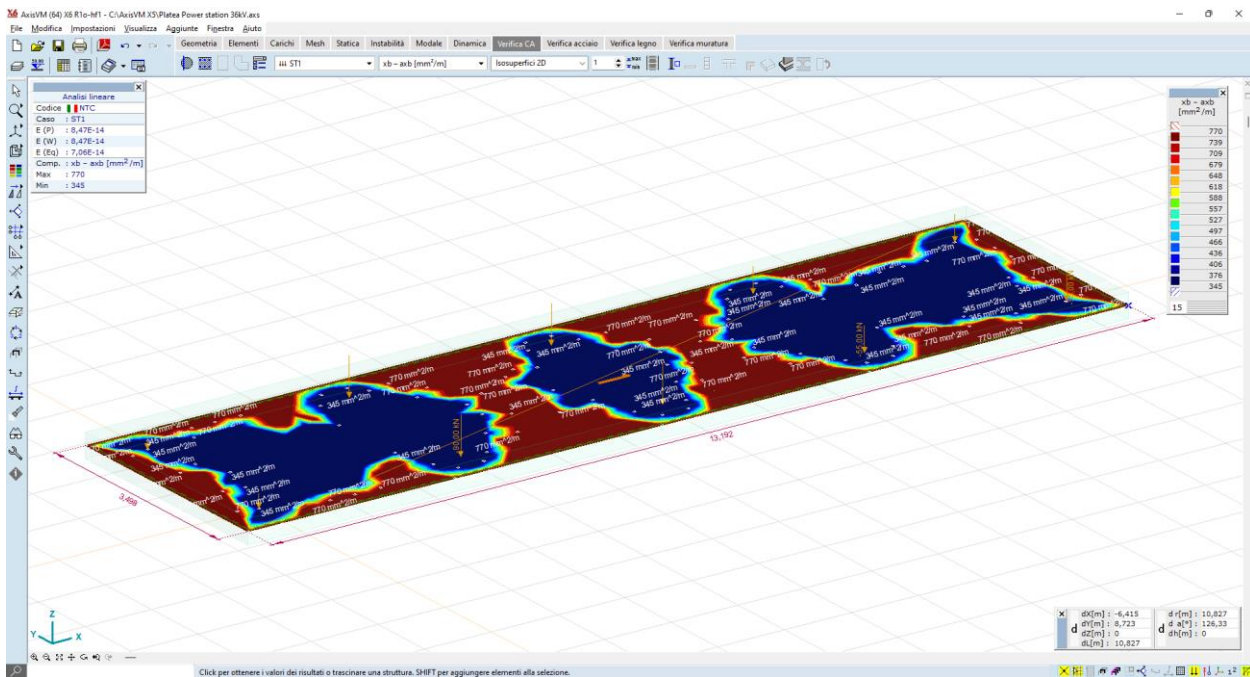 AxisVM (64) X6 R1o-hf1 - C:\AxisVM X5\Platea Power station 36kV.axs
File Modifica Impostazioni Visualizza Aggiunte Finestra Aiuto
Geometria Elementi Carichi Mesh Statica Instabilità Modale Dinamica Verifica CA Verifica acciaio Verifica legno Verifica muratura
ST1 xb – axb [mm²/m] Isosuperfici 2D 1
Analisi lineare
Codice NTC
Caso : ST1
E (P) : 8,47E-14
E (W) : 8,47E-14
E (Eq) : 7,06E-14
Comp. : xb – axb [mm²/m]
Max : 770
Min : 345
xb – axb
[mm²/m]
770
739
709
679
648
618
588
557
527
497
466
436
406
376
345
15
770 mm^2/m
345 mm^2/m
-55,00 kN
90,00 kN
13,192
3,498
Z
Y
X
dX[m] : -6,415
dY[m] : 8,723
dZ[m] : 0
dL[m] : 10,827
d
d r[m] : 10,827
d a[°] : 126,33
dh[m] : 0
d
Click per ottenere i valori dei risultati o trascinare una struttura. SHIFT per aggiungere elementi alla selezione.